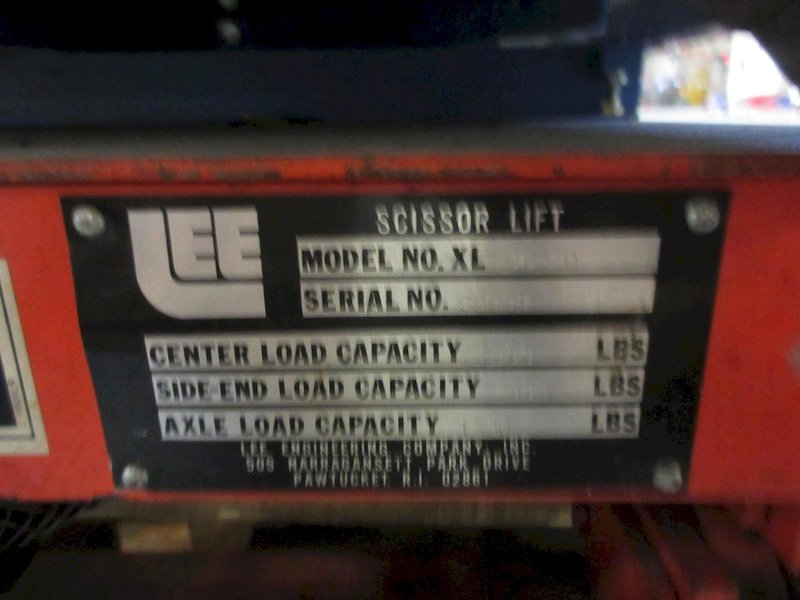 LEE
SCISSOR LIFT
MODEL NO. XL
SERIAL NO.
CENTER LOAD CAPACITY LBS
SIDE-END LOAD CAPACITY LBS
AXLE LOAD CAPACITY LBS
LEE ENGINEERING COMPANY, INC.
505 NARRAGANSETT PARK DRIVE
PAWTUCKET R.I. 02861